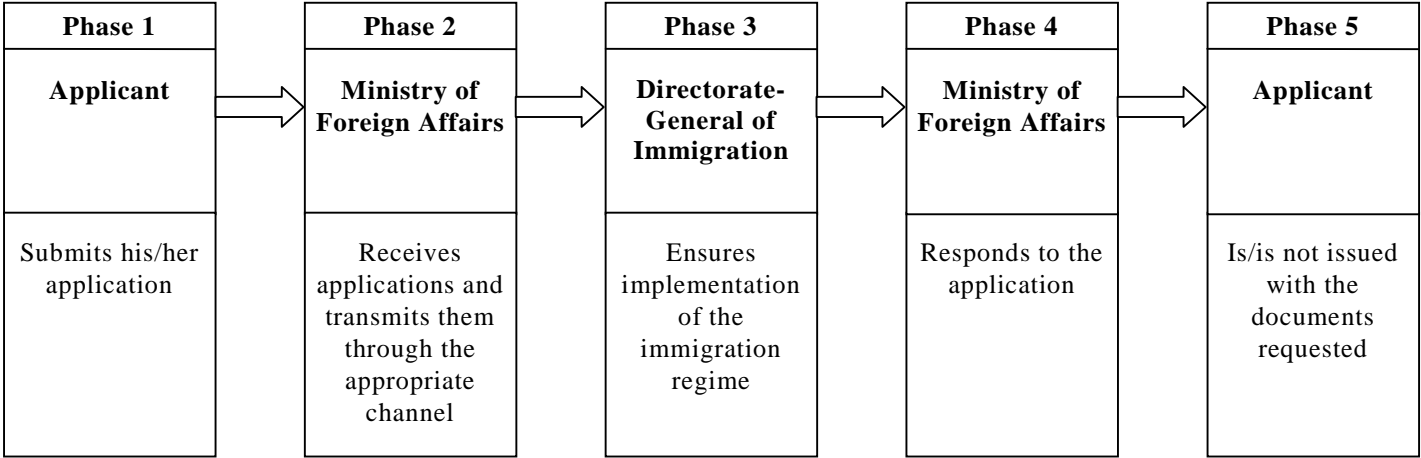 Phase 1
Applicant
Submits his/her
application
Phase 2
Ministry of
Foreign Affairs
Receives
applications and
transmits them
through the
appropriate
channel
Phase 3
Directorate-
General of
Immigration
Ensures
implementation
of the
immigration
regime
Phase 4
Ministry of
Foreign Affairs
Responds to the
application
Phase 5
Applicant
Is/is not issued
with the
documents
requested